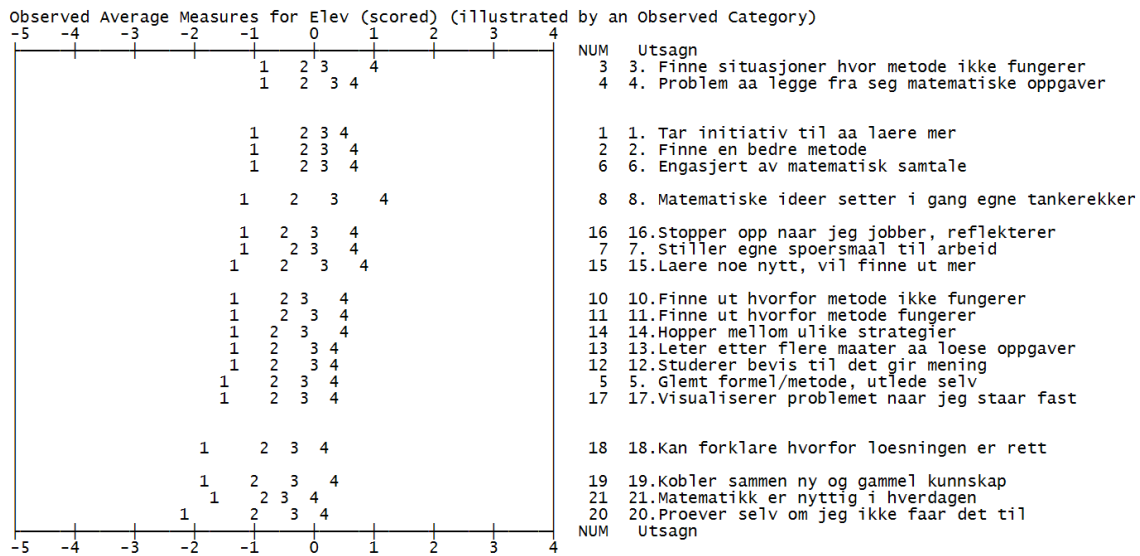 Observed Average Measures for Elev (scored) (illustrated by an Observed Category)
-5 -4 -3 -2 -1 0 1 2 3 4
NUM Utsagn
1 2 3 4 3 3. Finne situasjoner hvor metode ikke fungerer
1 2 3 4 4 4. Problem aa legge fra seg matematiske oppgaver
1 2 3 4 1 1. Tar initiativ til aa laere mer
1 2 3 4 2 2. Finne en bedre metode
1 2 3 4 6 6. Engasjert av matematisk samtale
1 2 3 4 8 8. Matematiske ideer setter i gang egne tankerekker
1 2 3 4 16 16.Stopper opp naar jeg jobber, reflekterer
1 2 3 4 7 7. Stiller egne spoersmaal til arbeid
1 2 3 4 15 15.Laere noe nytt, vil finne ut mer
1 2 3 4 10 10.Finne ut hvorfor metode ikke fungerer
1 2 3 4 11 11.Finne ut hvorfor metode fungerer
1 2 3 4 14 14.Hopper mellom ulike strategier
1 2 3 4 13 13.Leter etter flere maater aa loese oppgaver
1 2 3 4 12 12.Studerer bevis til det gir mening
1 2 3 4 5 5. Glemt formel/metode, utlede selv
1 2 3 4 17 17.Visualiserer problemet naar jeg staar fast
1 2 3 4 18 18.Kan forklare hvorfor loesningen er rett
1 2 3 4 19 19.Kobler sammen ny og gammel kunnskap
1 2 3 4 21 21.Matematikk er nyttig i hverdagen
1 2 3 4 20 20.Proever selv om jeg ikke faar det til
NUM Utsagn
-5 -4 -3 -2 -1 0 1 2 3 4